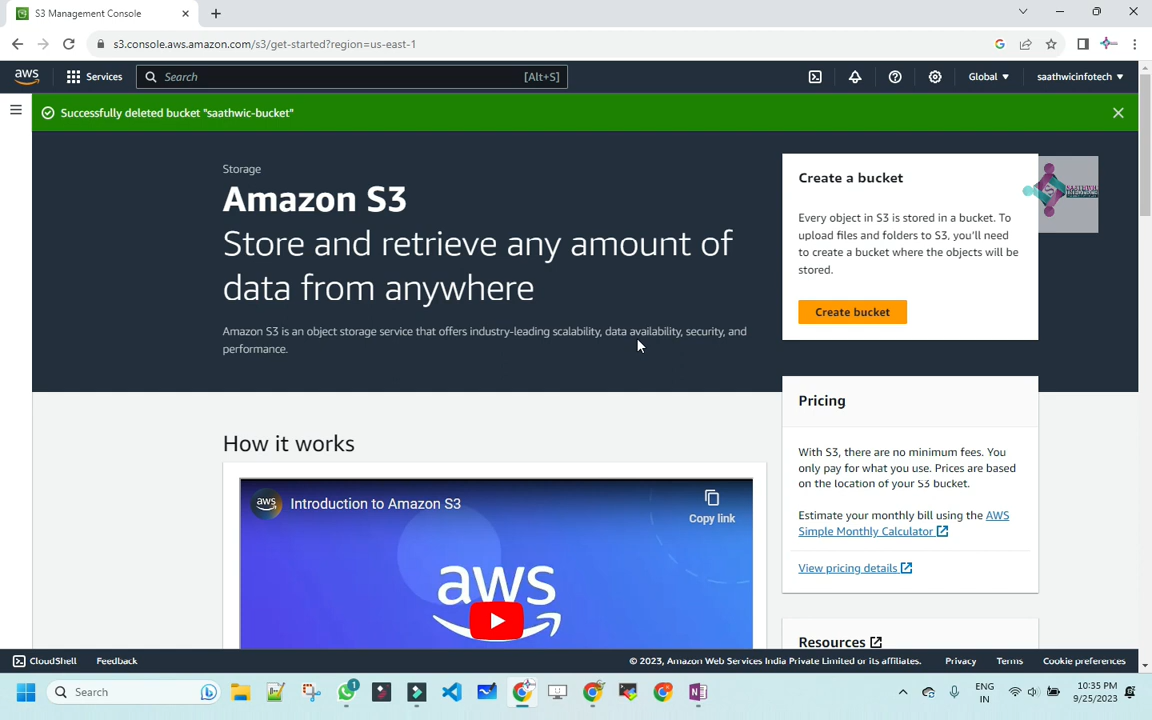 S3 Management Console
s3.console.aws.amazon.com/s3/get-started?region=us-east-1
aws
Services
Search
[Alt+S]
Global
saathwicinfotech
Successfully deleted bucket "saathwic-bucket"
Storage
Amazon S3
Store and retrieve any amount of
data from anywhere
Amazon S3 is an object storage service that offers industry-leading scalability, data availability, security, and
performance.
Create a bucket
Every object in S3 is stored in a bucket. To
upload files and folders to S3, you'll need
to create a bucket where the objects will be
stored.
Create bucket
Pricing
With S3, there are no minimum fees. You
only pay for what you use. Prices are based
on the location of your S3 bucket.
Estimate your monthly bill using the AWS
Simple Monthly Calculator
View pricing details
Resources
How it works
aws
Introduction to Amazon S3
Copy link
aws
CloudShell
Feedback
© 2023, Amazon Web Services India Private Limited or its affiliates.
Privacy
Terms
Cookie preferences
Search
1
ENG
IN
10:35 PM
9/25/2023